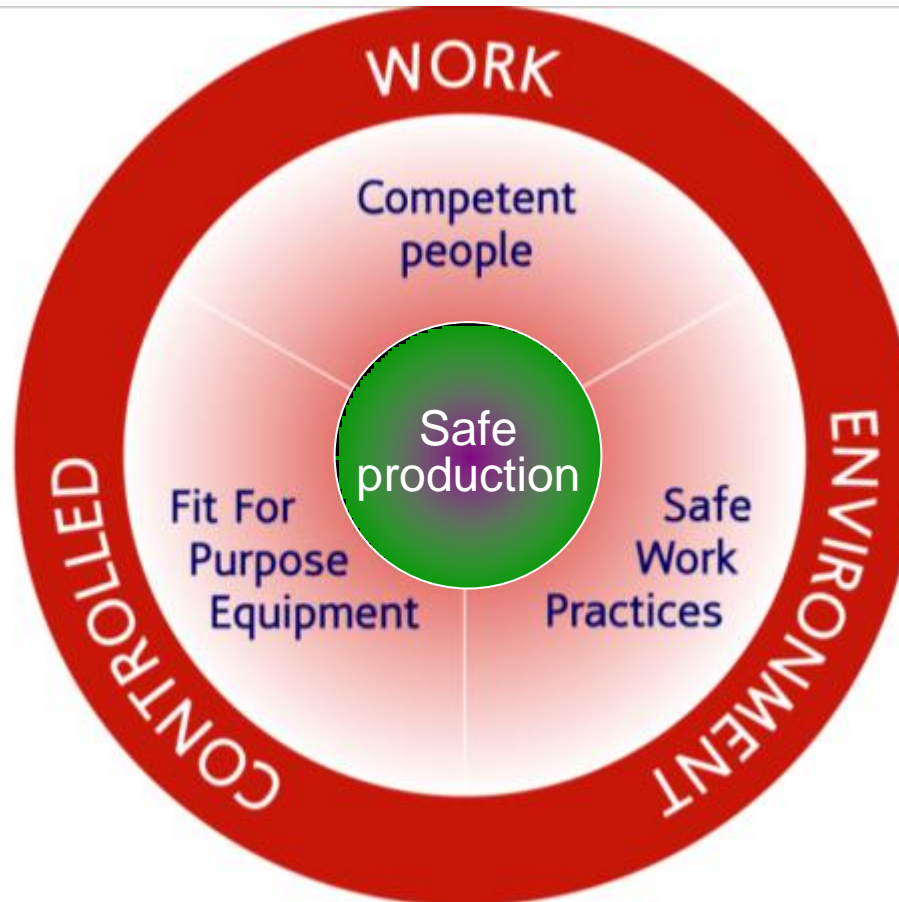 WORK
Competent
people
Safe
production
Fit For
Purpose
Equipment
Safe
Work
Practices
CONTROLLED
ENVIRONMENT